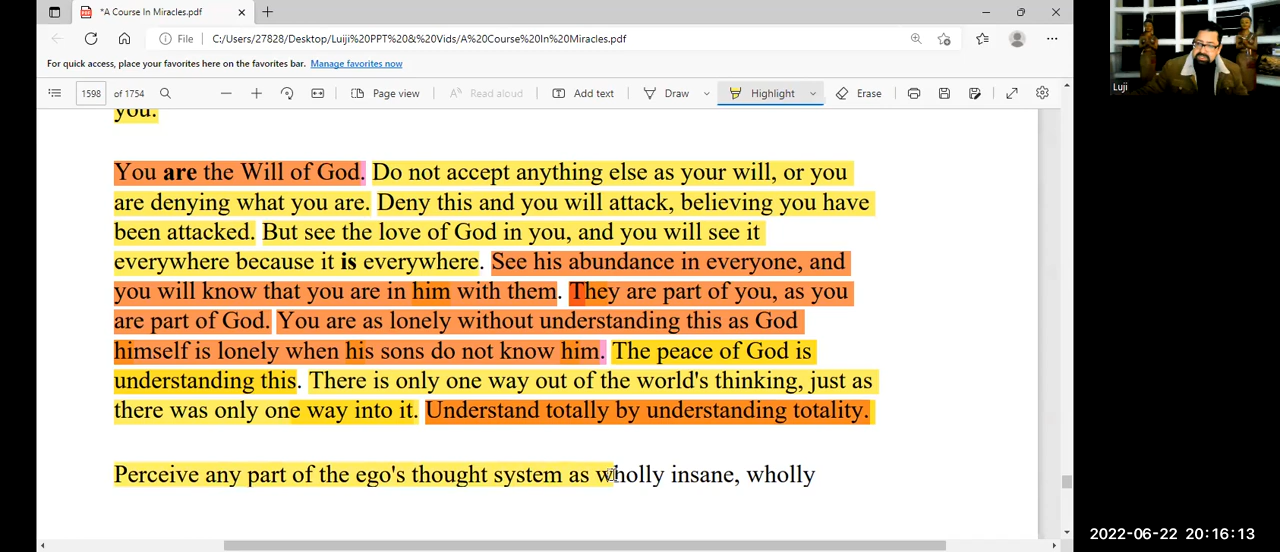 *A Course In Miracles.pdf
File
C:/Users/27828/Desktop/Luiji%20PPT%20&%20Vids/A%20Course%20In%20Miracles.pdf
For quick access, place your favorites here on the favorites bar. Manage favorites now
1598 of 1754
Page view
Read aloud
Add text
Draw
Highlight
Erase
you.
You are the Will of God. Do not accept anything else as your will, or you
are denying what you are. Deny this and you will attack, believing you have
been attacked. But see the love of God in you, and you will see it
everywhere because it is everywhere. See his abundance in everyone, and
you will know that you are in him with them. They are part of you, as you
are part of God. You are as lonely without understanding this as God
himself is lonely when his sons do not know him. The peace of God is
understanding this. There is only one way out of the world's thinking, just as
there was only one way into it. Understand totally by understanding totality.
Perceive any part of the ego's thought system as wholly insane, wholly
Luji
2022-06-22 20:16:13